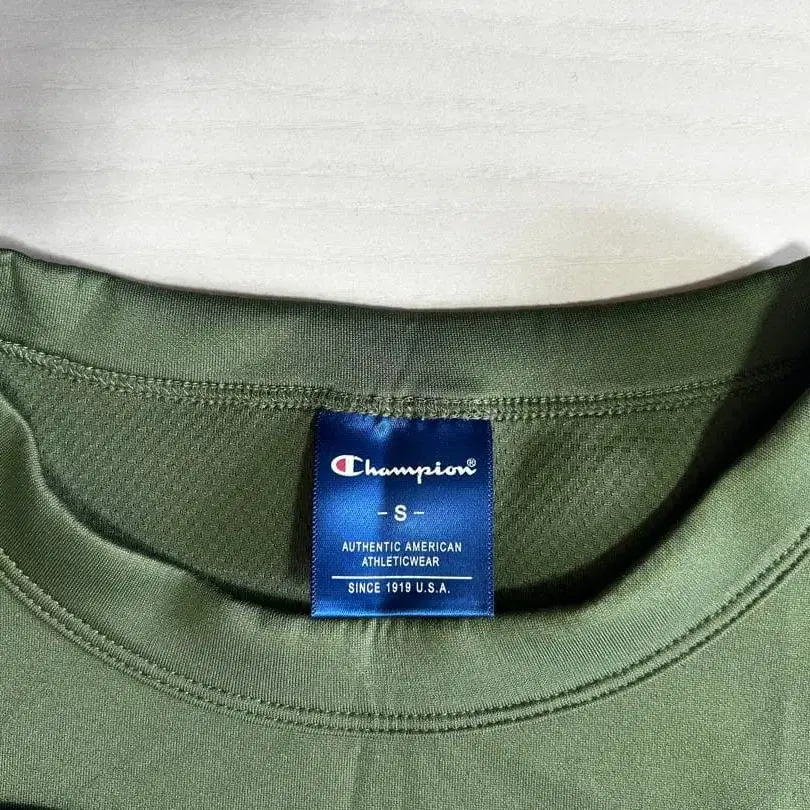 Champion®
- S -
AUTHENTIC AMERICAN
ATHLETICWEAR
SINCE 1919 U.S.A.